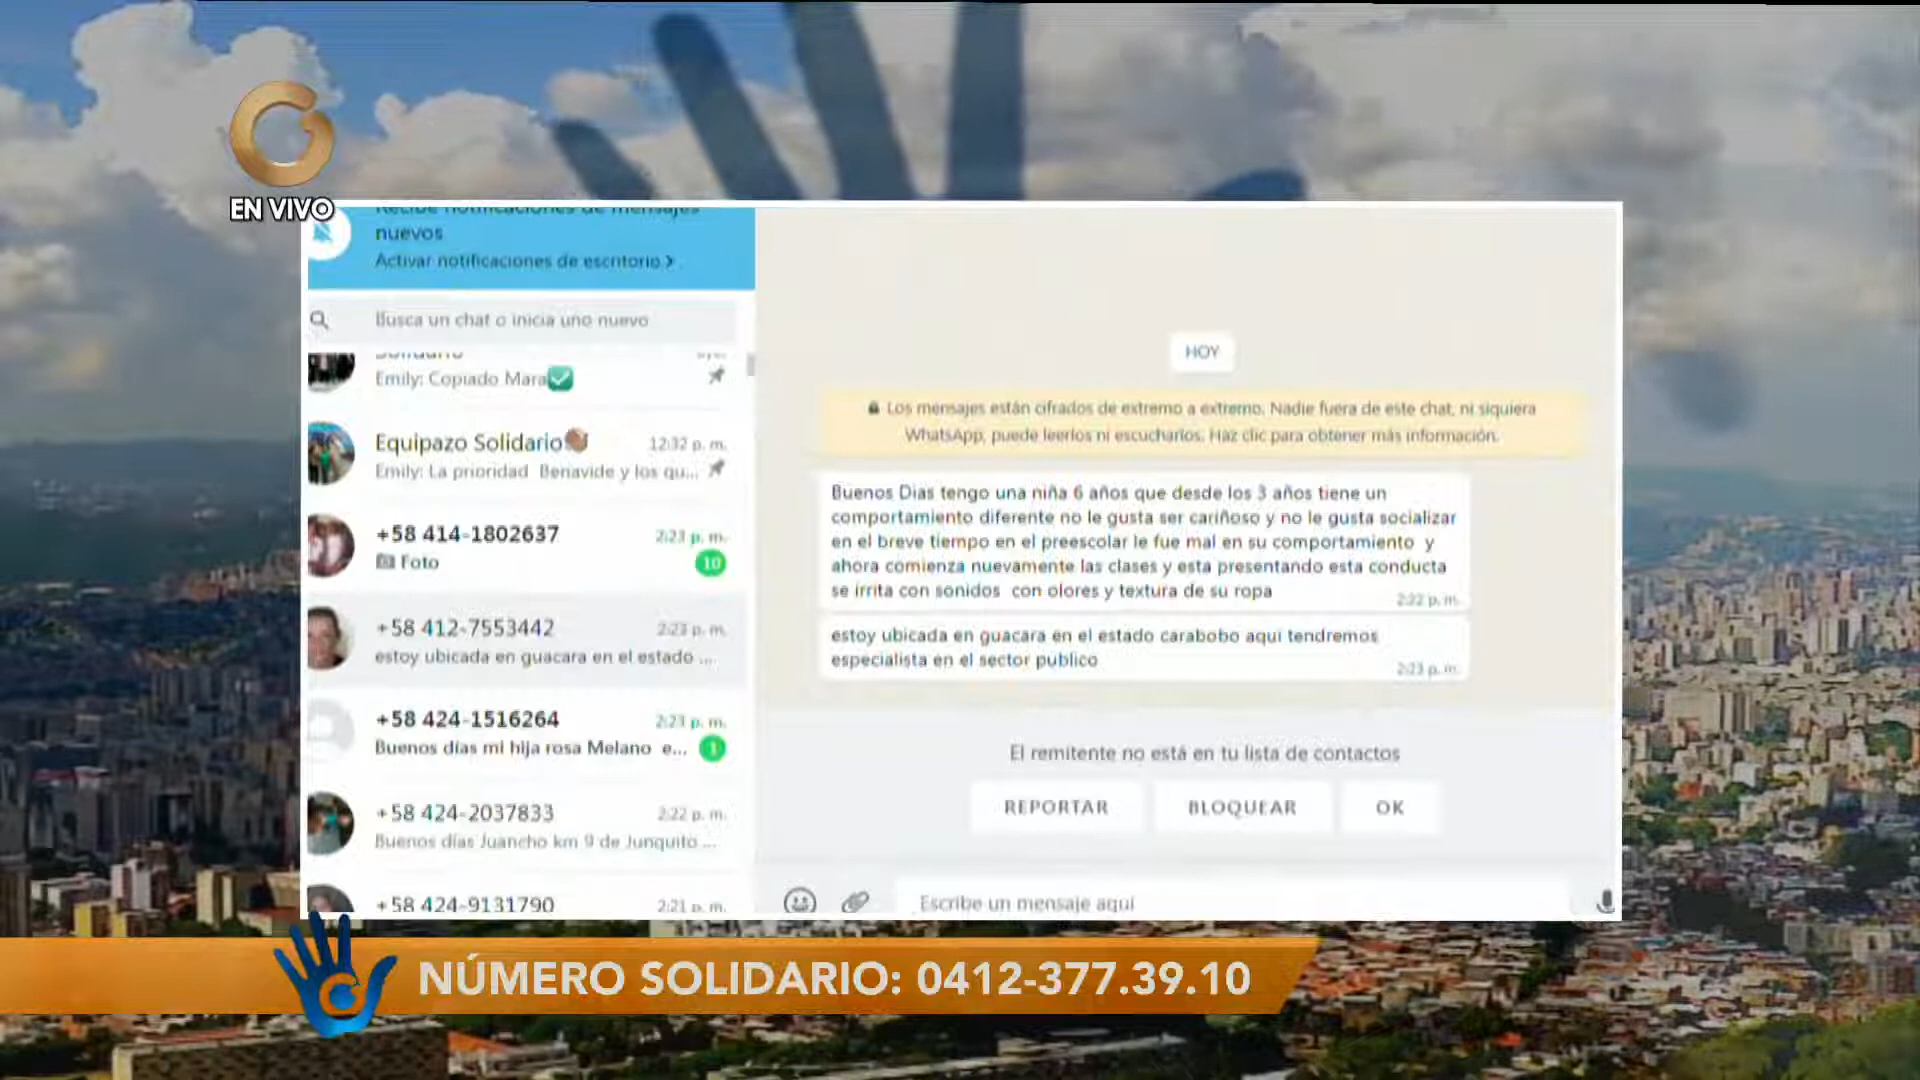 EN VIVO
Recibe notificaciones de mensajes
nuevos
Activar notificaciones de escritorio >
Busca un chat o inicia uno nuevo
Solidario
Emily: Copiado Mara✅
Equipazo Solidario
12:32 p. m.
Emily: La prioridad Benavide y los qu...
+58 414-1802637
2:23 p. m.
Foto
10
+58 412-7553442
2:23 p. m.
estoy ubicada en guacara en el estado ...
+58 424-1516264
2:23 p. m.
Buenos días mi hija rosa Melano e...
1
+58 424-2037833
2:22 p. m.
Buenos días Juancho km 9 de Junquito ...
+58 424-9131790
2:21 p. m.
HOY
Los mensajes están cifrados de extremo a extremo. Nadie fuera de este chat, ni siquiera
WhatsApp, puede leerlos ni escucharlos. Haz clic para obtener más información.
Buenos Dias tengo una niña 6 años que desde los 3 años tiene un
comportamiento diferente no le gusta ser cariñoso y no le gusta socializar
en el breve tiempo en el preescolar le fue mal en su comportamiento y
ahora comienza nuevamente las clases y esta presentando esta conducta
se irrita con sonidos con olores y textura de su ropa
2:22 p. m.
estoy ubicada en guacara en el estado carabobo aqui tendremos
especialista en el sector publico
2:23 p. m.
El remitente no está en tu lista de contactos
REPORTAR
BLOQUEAR
OK
Escribe un mensaje aquí
NÚMERO SOLIDARIO: 0412-377.39.10